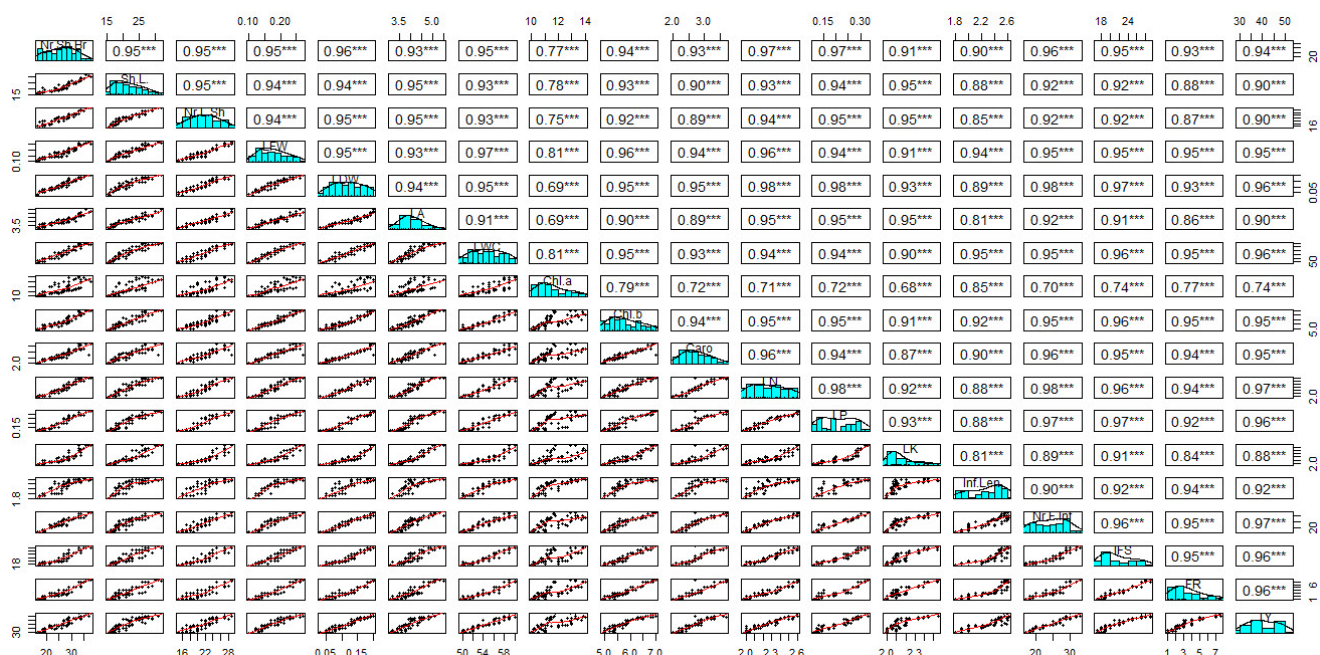 15 25 0.10 0.20 3.5 5.0 10 12 14 2.0 3.0 0.15 0.30 1.8 2.2 2.6 18 24 30 40 50
Nr.Sh.Br 0.95*** 0.95*** 0.95*** 0.96*** 0.93*** 0.95*** 0.77*** 0.94*** 0.93*** 0.97*** 0.97*** 0.91*** 0.90*** 0.96*** 0.95*** 0.93*** 0.94*** 20
15 Sh.L. 0.95*** 0.94*** 0.94*** 0.95*** 0.93*** 0.78*** 0.93*** 0.90*** 0.93*** 0.94*** 0.95*** 0.88*** 0.92*** 0.92*** 0.88*** 0.90***
Nr.L.Sh 0.94*** 0.95*** 0.95*** 0.93*** 0.75*** 0.92*** 0.89*** 0.94*** 0.95*** 0.95*** 0.85*** 0.92*** 0.92*** 0.87*** 0.90*** 16
0.10 LFW 0.95*** 0.93*** 0.97*** 0.81*** 0.96*** 0.94*** 0.96*** 0.94*** 0.91*** 0.94*** 0.95*** 0.95*** 0.95*** 0.95***
LDW 0.94*** 0.95*** 0.69*** 0.95*** 0.95*** 0.98*** 0.98*** 0.93*** 0.89*** 0.98*** 0.97*** 0.93*** 0.96*** 0.05
3.5 0.91*** 0.69*** 0.90*** 0.89*** 0.95*** 0.95*** 0.95*** 0.81*** 0.92*** 0.91*** 0.86*** 0.90***
LWC 0.81*** 0.95*** 0.93*** 0.94*** 0.94*** 0.90*** 0.95*** 0.95*** 0.96*** 0.95*** 0.96*** 50
10 Chl.a 0.79*** 0.72*** 0.71*** 0.72*** 0.68*** 0.85*** 0.70*** 0.74*** 0.77*** 0.74***
Chl.b 0.94*** 0.95*** 0.95*** 0.91*** 0.92*** 0.95*** 0.96*** 0.95*** 0.95*** 5.0
2.0 Caro 0.96*** 0.94*** 0.87*** 0.90*** 0.96*** 0.95*** 0.94*** 0.95***
0.98*** 0.92*** 0.88*** 0.98*** 0.96*** 0.94*** 0.97*** 2.0
0.15 LP 0.93*** 0.88*** 0.97*** 0.97*** 0.92*** 0.96***
LK 0.81*** 0.89*** 0.91*** 0.84*** 0.88*** 2.0
1.8 Inf.Len 0.90*** 0.92*** 0.94*** 0.92***
Nr.F.Inf 0.96*** 0.95*** 0.97*** 20
18 IFS 0.95*** 0.96***
FR 0.96*** 1 6
30
20 30 16 22 28 0.05 0.15 50 54 58 5.0 6.0 7.0 2.0 2.3 2.6 2.0 2.3 20 30 1 3 5 7